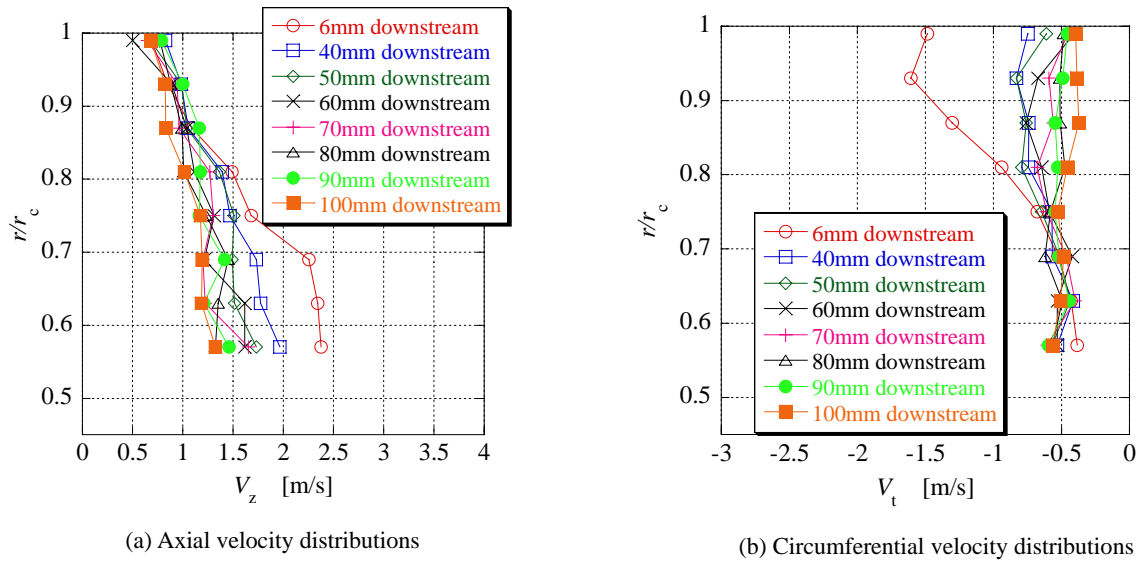 1
0.9
0.8
0.7
0.6
0.5
r/r_c
0
0.5
1
1.5
2
2.5
3
3.5
4
V_z [m/s]
6mm downstream
40mm downstream
50mm downstream
60mm downstream
70mm downstream
80mm downstream
90mm downstream
100mm downstream
(a) Axial velocity distributions
1
0.9
0.8
0.7
0.6
0.5
r/r_c
-3
-2.5
-2
-1.5
-1
-0.5
0
V_t [m/s]
6mm downstream
40mm downstream
50mm downstream
60mm downstream
70mm downstream
80mm downstream
90mm downstream
100mm downstream
(b) Circumferential velocity distributions